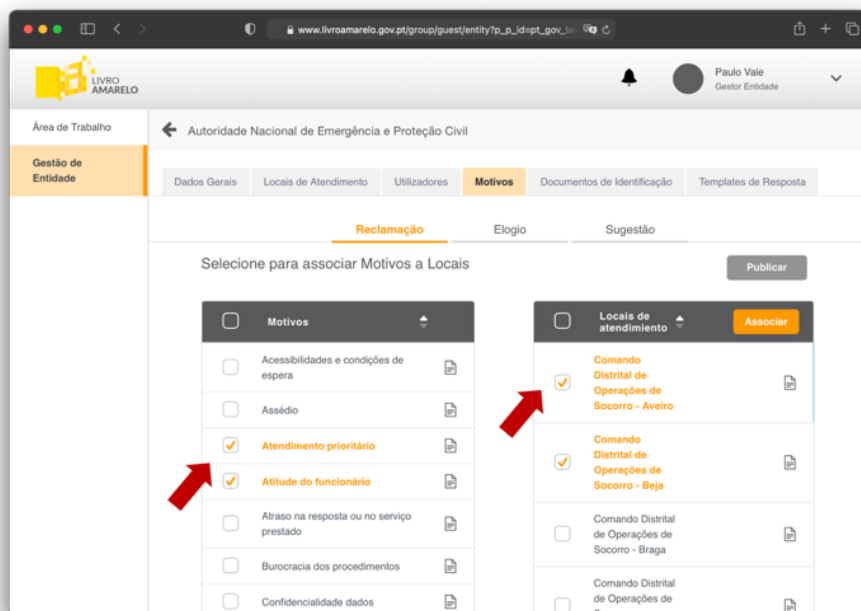 www.livroamarelo.gov.pt/group/guest/entity?p_p_id=pt_gov_la
LIVRO
AMARELO
Paulo Vale
Gestor Entidade
Área de Trabalho
Autoridade Nacional de Emergência e Proteção Civil
Gestão de
Entidade
Dados Gerais Locais de Atendimento Utilizadores Motivos Documentos de Identificação Templates de Resposta
Reclamação Elogio Sugestão
Selecione para associar Motivos a Locais
Publicar
Motivos
Acessibilidades e condições de
espera
Assédio
Atendimento prioritário
Atitude do funcionário
Atraso na resposta ou no serviço
prestado
Burocracia dos procedimentos
Confidencialidade dados
Locais de
atendimiento
Associar
Comando
Distrital de
Operações de
Socorro - Aveiro
Comando
Distrital de
Operações de
Socorro - Beja
Comando Distrital
de Operações de
Socorro - Braga
Comando Distrital
de Operações de